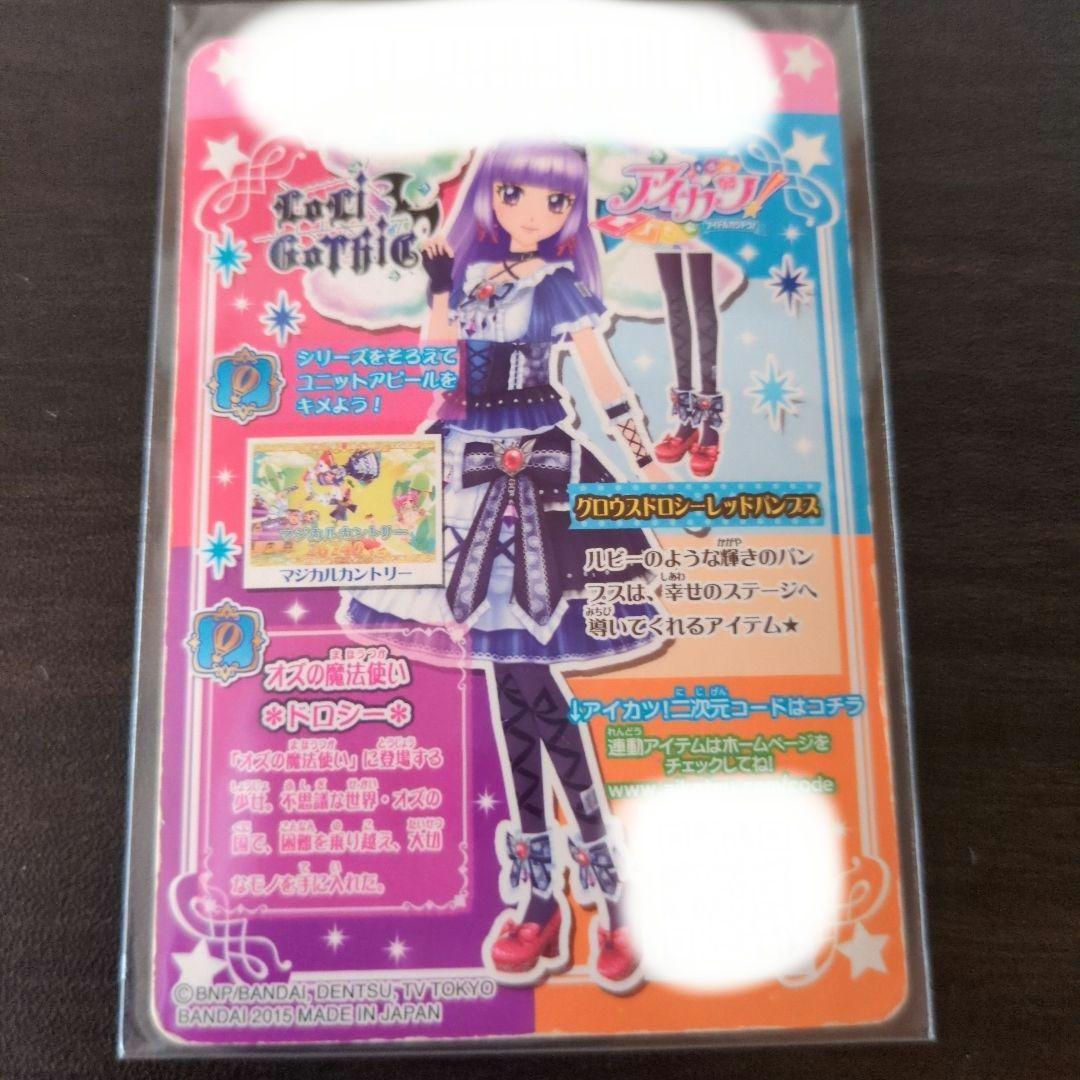 LoLi
GoTHiC
アイカツ!
シリーズをそろえて
ユニットアピールを
キメよう!
マジカルカントリー
マジカルカントリー
グロウスドロシーレッドパンプス
ルビーのような輝きのパン
プスは、幸せのステージへ
導いてくれるアイテム★
オズの魔法使い
*ドロシー*
「オズの魔法使い」に登場する
少女。不思議な世界・オズの
国で、困難を乗り越え、大切
なモノを手に入れた。
↓アイカツ!二次元コードはコチラ
連動アイテムはホームページを
チェックしてね!
©BNP/BANDAI, DENTSU, TV TOKYO
BANDAI 2015 MADE IN JAPAN